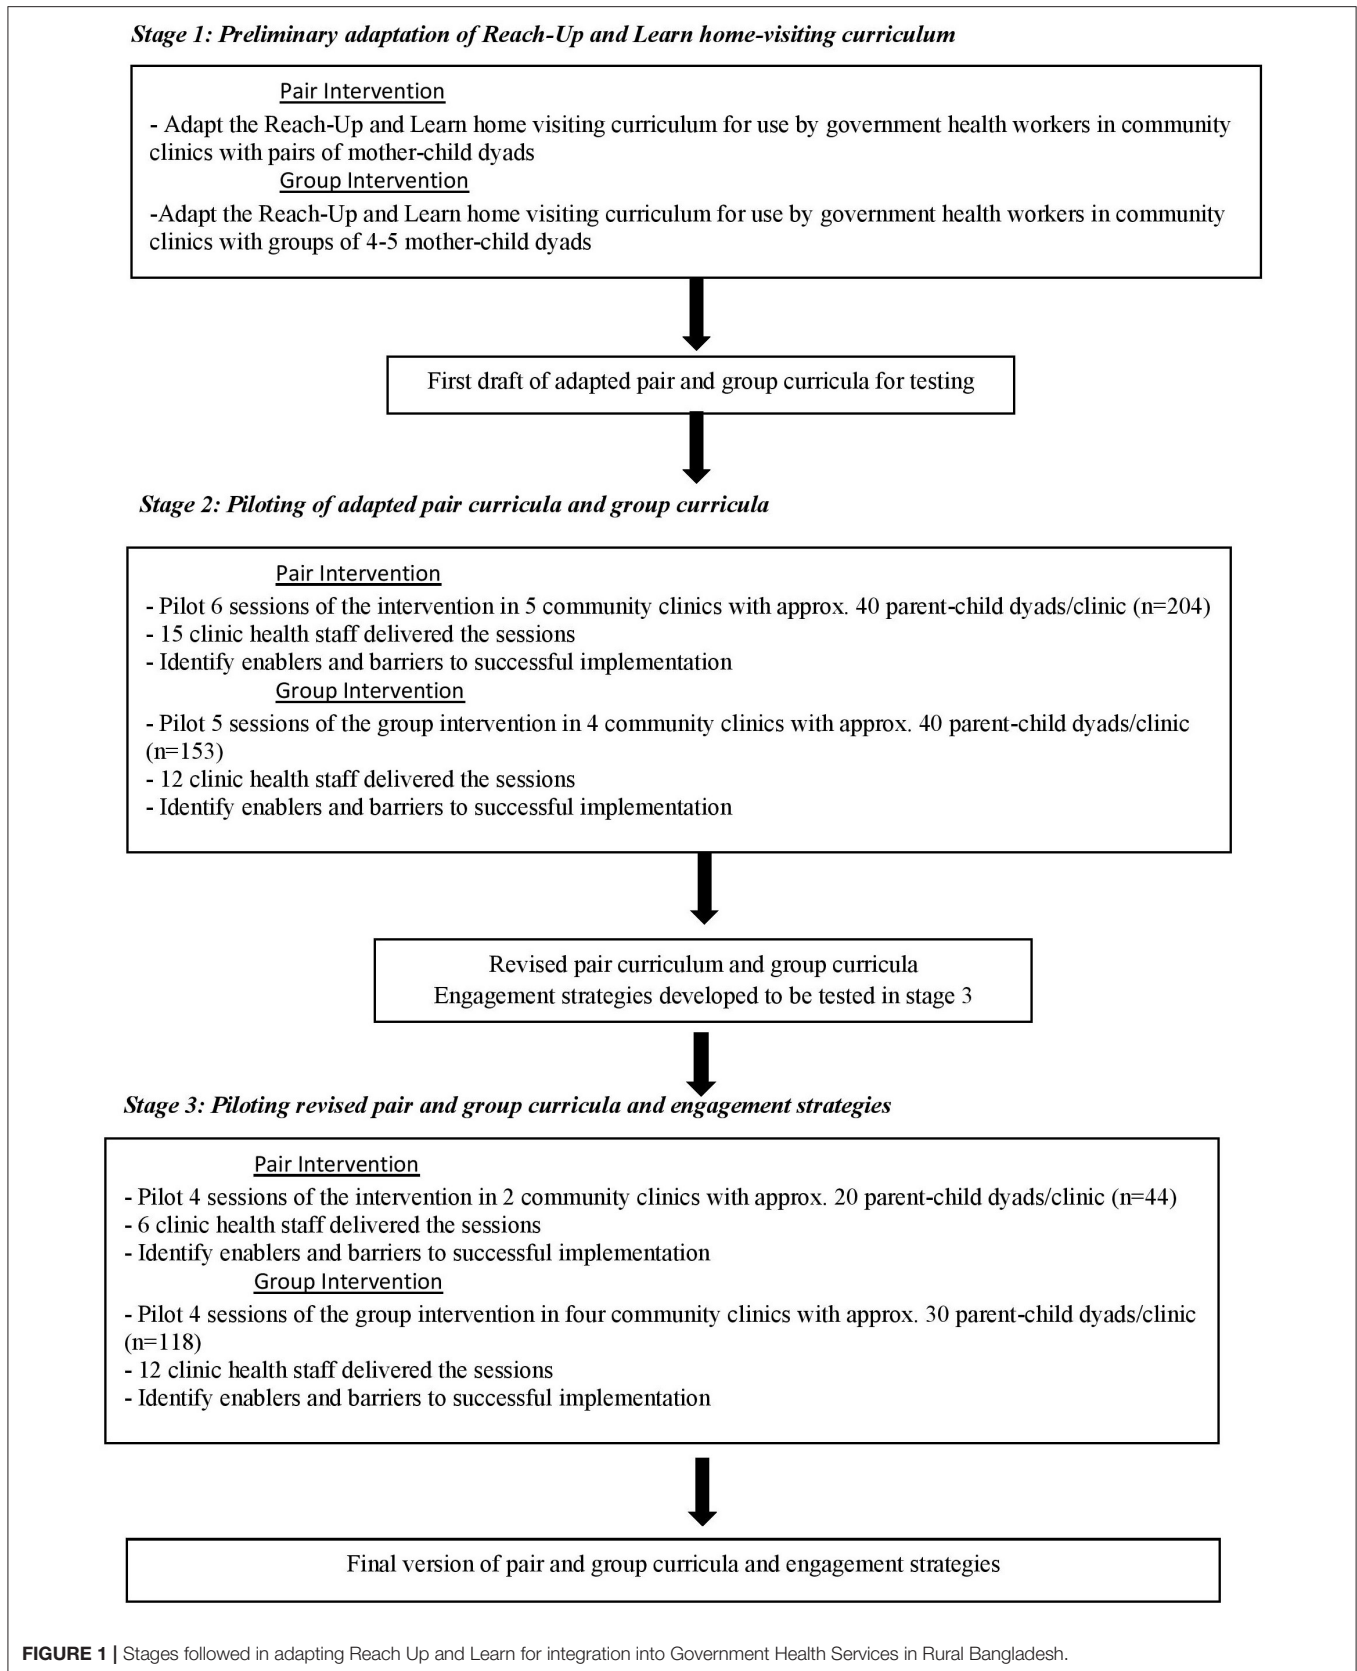 Stage 1: Preliminary adaptation of Reach-Up and Learn home-visiting curriculum
Pair Intervention
- Adapt the Reach-Up and Learn home visiting curriculum for use by government health workers in community
clinics with pairs of mother-child dyads
Group Intervention
-Adapt the Reach-Up and Learn home visiting curriculum for use by government health workers in community
clinics with groups of 4-5 mother-child dyads
First draft of adapted pair and group curricula for testing
Stage 2: Piloting of adapted pair curricula and group curricula
Pair Intervention
- Pilot 6 sessions of the intervention in 5 community clinics with approx. 40 parent-child dyads/clinic (n=204)
- 15 clinic health staff delivered the sessions
- Identify enablers and barriers to successful implementation
Group Intervention
- Pilot 5 sessions of the group intervention in 4 community clinics with approx. 40 parent-child dyads/clinic
(n=153)
- 12 clinic health staff delivered the sessions
- Identify enablers and barriers to successful implementation
Revised pair curriculum and group curricula
Engagement strategies developed to be tested in stage 3
Stage 3: Piloting revised pair and group curricula and engagement strategies
Pair Intervention
- Pilot 4 sessions of the intervention in 2 community clinics with approx. 20 parent-child dyads/clinic (n=44)
- 6 clinic health staff delivered the sessions
- Identify enablers and barriers to successful implementation
Group Intervention
- Pilot 4 sessions of the group intervention in four community clinics with approx. 30 parent-child dyads/clinic
(n=118)
- 12 clinic health staff delivered the sessions
- Identify enablers and barriers to successful implementation
Final version of pair and group curricula and engagement strategies
FIGURE 1 | Stages followed in adapting Reach Up and Learn for integration into Government Health Services in Rural Bangladesh.